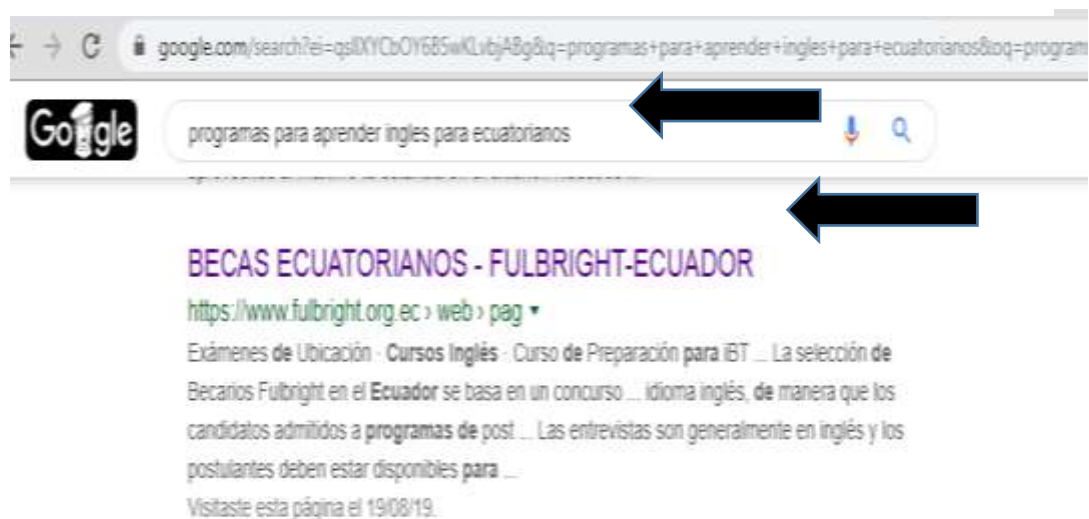 google.com/search?ei=
programas+para+aprender+ingles+para+ecuatorianos&oq=program
Google
programas para aprender ingles para ecuatorianos
BECAS ECUATORIANOS - FULBRIGHT-ECUADOR
https://www.fulbright.org.ec › web › pag
Exámenes de Ubicación · Cursos Inglés · Curso de Preparación para iBT ... La selección de
Becarios Fulbright en el Ecuador se basa en un concurso ... idioma inglés, de manera que los
candidatos admitidos a programas de post ... Las entrevistas son generalmente en inglés y los
postulantes deben estar disponibles para ...
Visitaste esta página el 19/08/19.